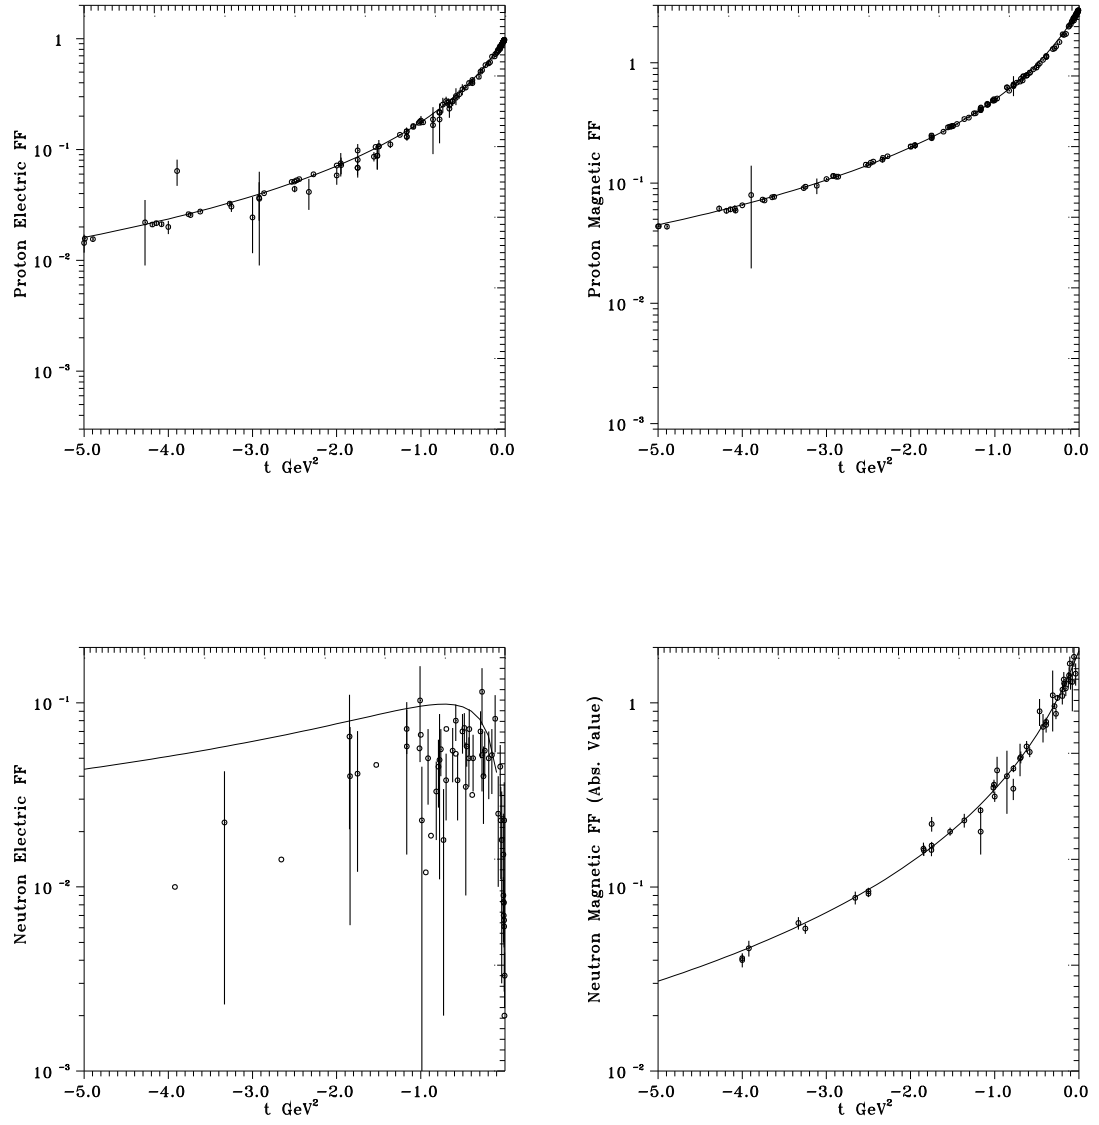 Proton Electric FF
1
10 -1
10 -2
10 -3
-5.0 -4.0 -3.0 -2.0 -1.0 0.0
t GeV²
Proton Magnetic FF
1
10 -1
10 -2
10 -3
-5.0 -4.0 -3.0 -2.0 -1.0 0.0
t GeV²
Neutron Electric FF
10 -1
10 -2
10 -3
-5.0 -4.0 -3.0 -2.0 -1.0
t GeV²
Neutron Magnetic FF (Abs. Value)
1
10 -1
10 -2
-5.0 -4.0 -3.0 -2.0 -1.0 0.0
t GeV²